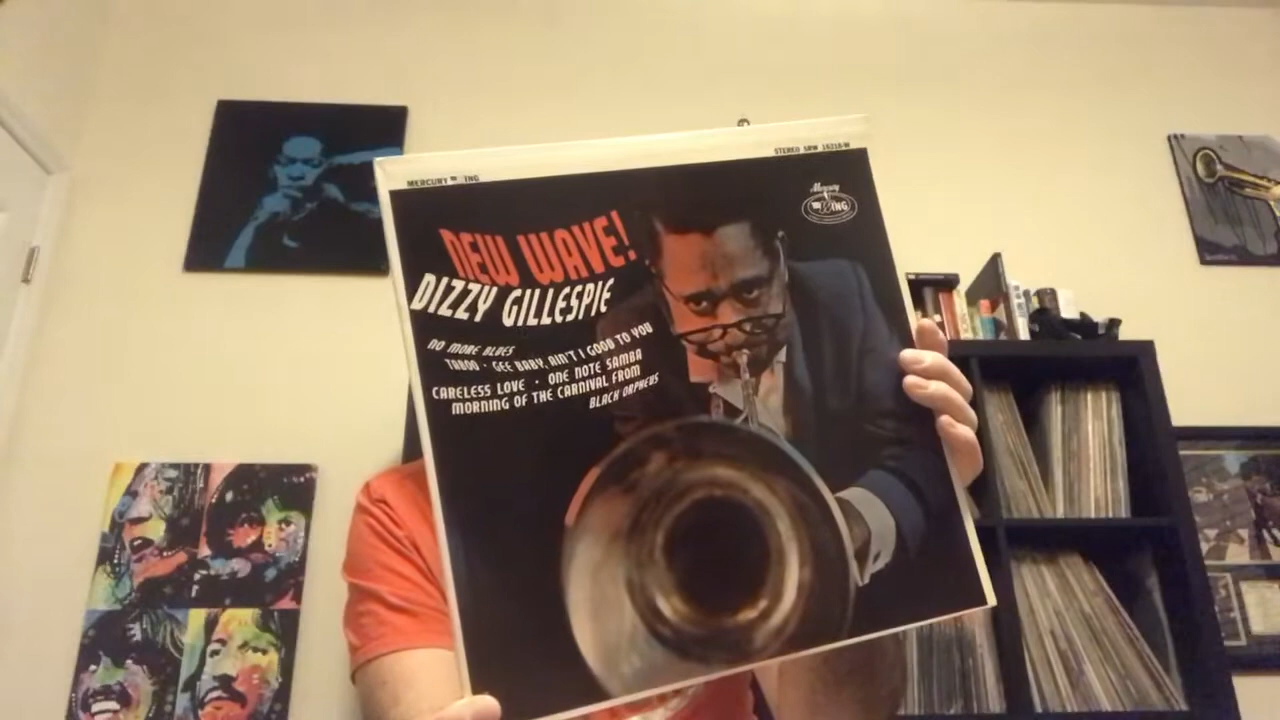 MERCURY WING
STEREO SRW 16318-W
Mercury
WING
NEW WAVE!
DIZZY GILLESPIE
NO MORE BLUES
TABOO · GEE BABY, AIN'T I GOOD TO YOU
CARELESS LOVE · ONE NOTE SAMBA
MORNING OF THE CARNIVAL FROM
BLACK ORPHEUS